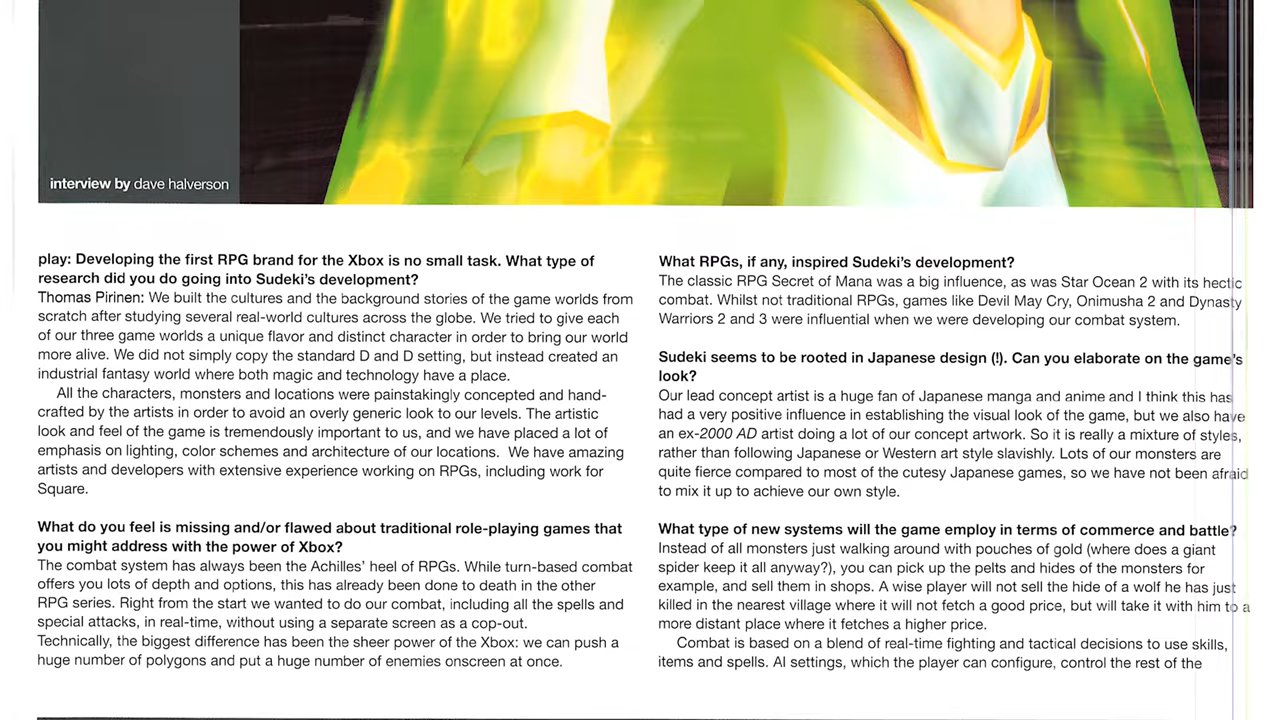 interview by dave halverson
play: Developing the first RPG brand for the Xbox is no small task. What type of
research did you do going into Sudeki's development?
Thomas Pirinen: We built the cultures and the background stories of the game worlds from
scratch after studying several real-world cultures across the globe. We tried to give each
of our three game worlds a unique flavor and distinct character in order to bring our world
more alive. We did not simply copy the standard D and D setting, but instead created an
industrial fantasy world where both magic and technology have a place.
All the characters, monsters and locations were painstakingly concepted and hand-
crafted by the artists in order to avoid an overly generic look to our levels. The artistic
look and feel of the game is tremendously important to us, and we have placed a lot of
emphasis on lighting, color schemes and architecture of our locations. We have amazing
artists and developers with extensive experience working on RPGs, including work for
Square.
What do you feel is missing and/or flawed about traditional role-playing games that
you might address with the power of Xbox?
The combat system has always been the Achilles' heel of RPGs. While turn-based combat
offers you lots of depth and options, this has already been done to death in the other
RPG series. Right from the start we wanted to do our combat, including all the spells and
special attacks, in real-time, without using a separate screen as a cop-out.
Technically, the biggest difference has been the sheer power of the Xbox: we can push a
huge number of polygons and put a huge number of enemies onscreen at once.
What RPGs, if any, inspired Sudeki's development?
The classic RPG Secret of Mana was a big influence, as was Star Ocean 2 with its hectic
combat. Whilst not traditional RPGs, games like Devil May Cry, Onimusha 2 and Dynasty
Warriors 2 and 3 were influential when we were developing our combat system.
Sudeki seems to be rooted in Japanese design (!). Can you elaborate on the game's
look?
Our lead concept artist is a huge fan of Japanese manga and anime and I think this has
had a very positive influence in establishing the visual look of the game, but we also have
an ex-2000 AD artist doing a lot of our concept artwork. So it is really a mixture of styles,
rather than following Japanese or Western art style slavishly. Lots of our monsters are
quite fierce compared to most of the cutesy Japanese games, so we have not been afraid
to mix it up to achieve our own style.
What type of new systems will the game employ in terms of commerce and battle?
Instead of all monsters just walking around with pouches of gold (where does a giant
spider keep it all anyway?), you can pick up the pelts and hides of the monsters for
example, and sell them in shops. A wise player will not sell the hide of a wolf he has just
killed in the nearest village where it will not fetch a good price, but will take it with him to a
more distant place where it fetches a higher price.
Combat is based on a blend of real-time fighting and tactical decisions to use skills,
items and spells. AI settings, which the player can configure, control the rest of the